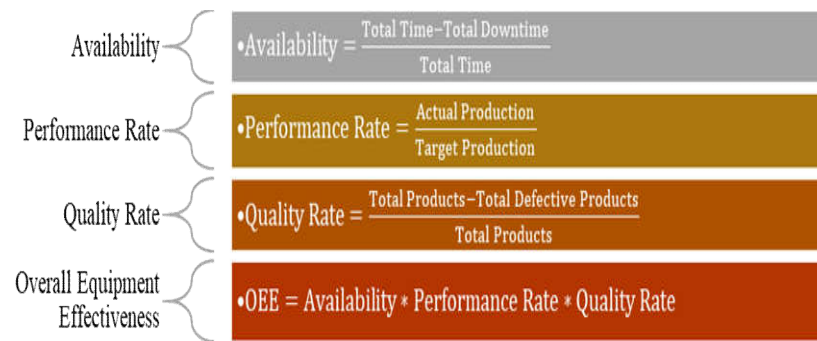 Availability
•Availability = (Total Time−Total Downtime) / (Total Time)
Performance Rate
•Performance Rate = (Actual Production) / (Target Production)
Quality Rate
•Quality Rate = (Total Products−Total Defective Products) / (Total Products)
Overall Equipment
Effectiveness
•OEE = Availability * Performance Rate * Quality Rate